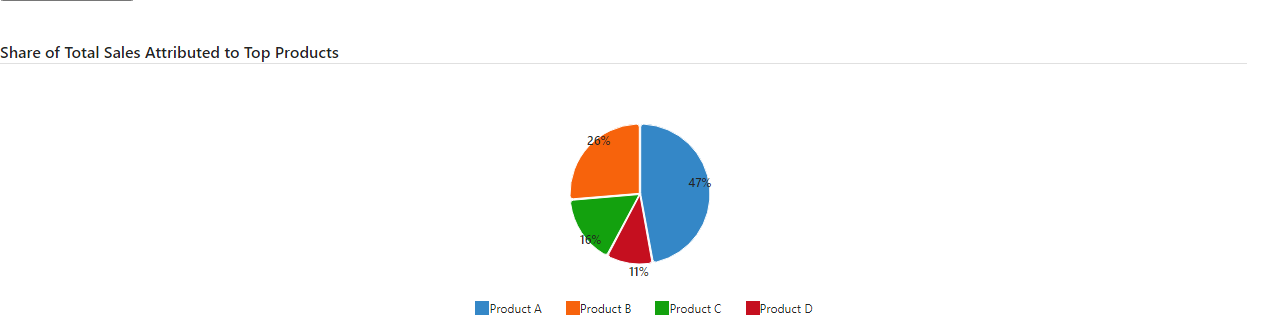 Share of Total Sales Attributed to Top Products
26%
47%
16%
11%
Product A
Product B
Product C
Product D